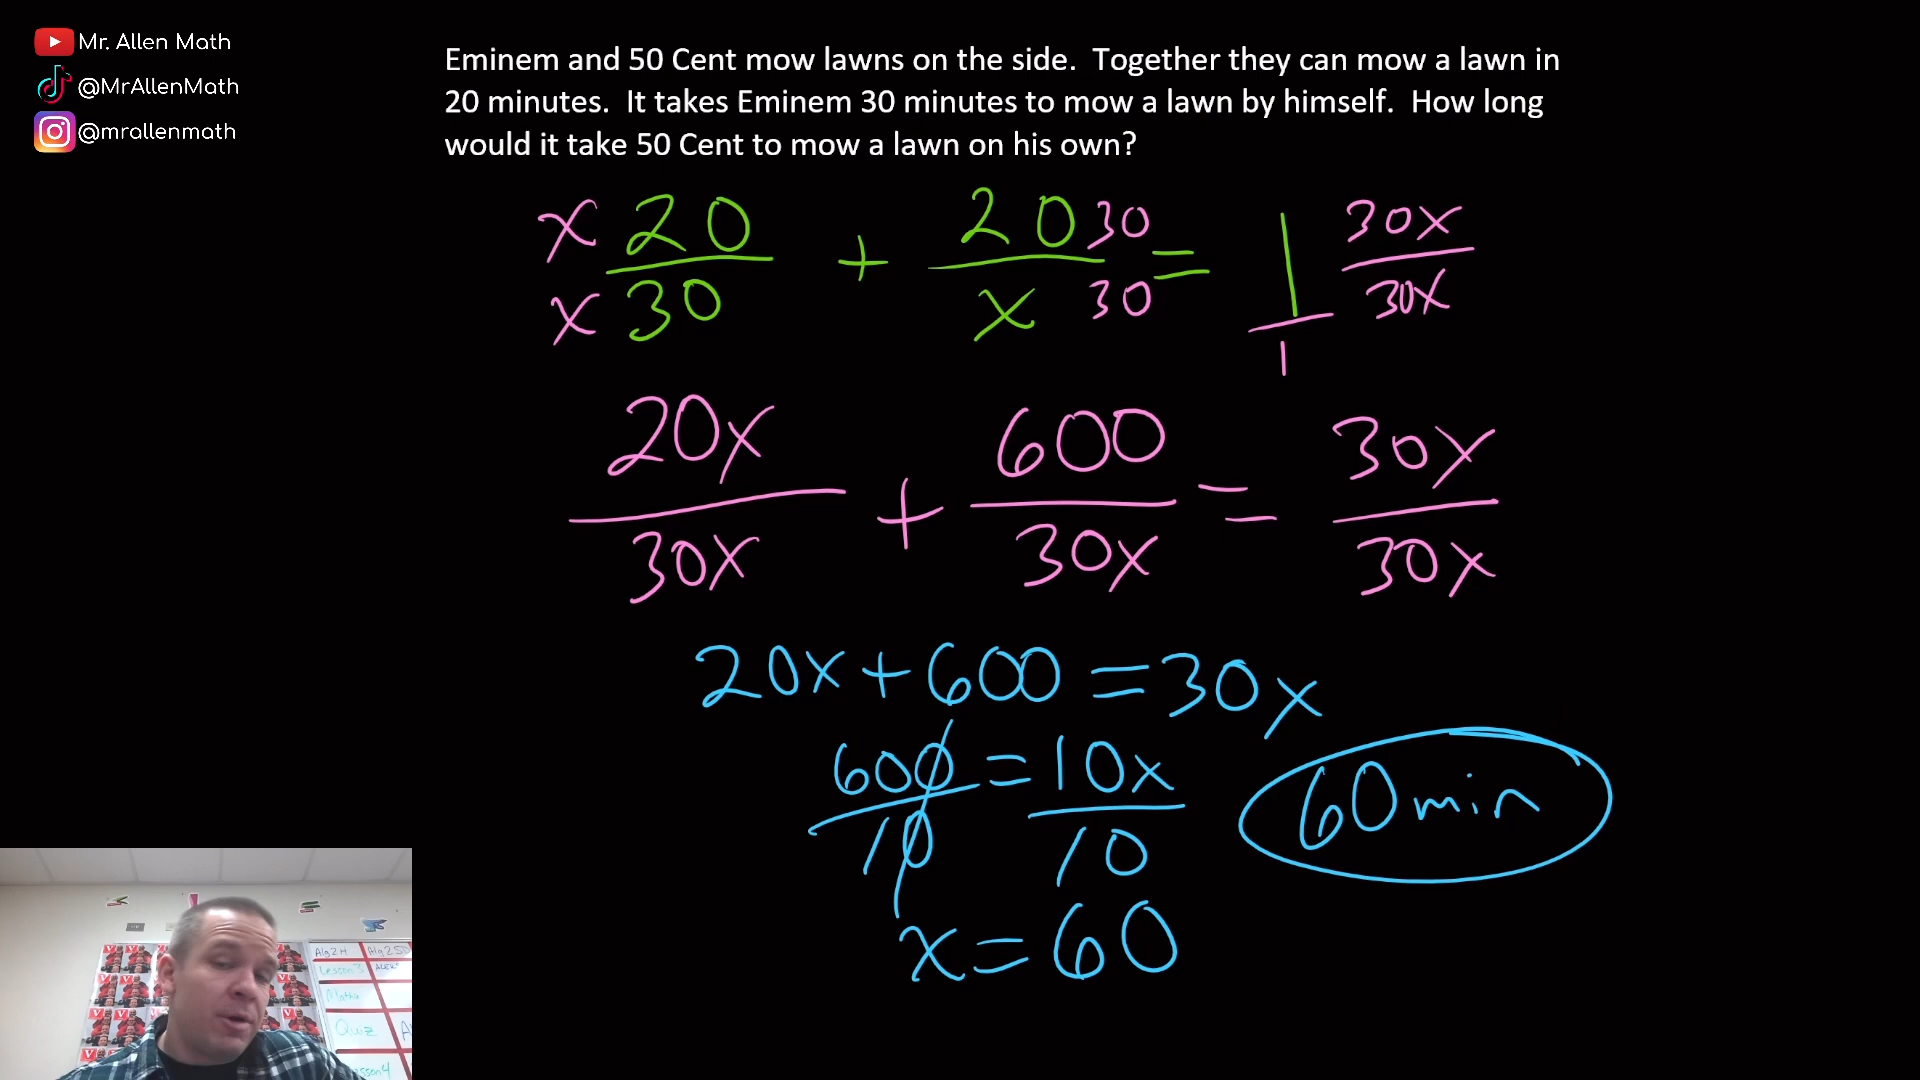 Mr. Allen Math
@MrAllenMath
@mrallenmath
Eminem and 50 Cent mow lawns on the side. Together they can mow a lawn in
20 minutes. It takes Eminem 30 minutes to mow a lawn by himself. How long
would it take 50 Cent to mow a lawn on his own?
x 20 + 20 30 = 1 30x
x 30 x 30 1 30x
20x + 600 = 30x
30x 30x 30x
20x + 600 = 30x
600 = 10x
10 10
60 min
x = 60
Alg 2H
Quiz